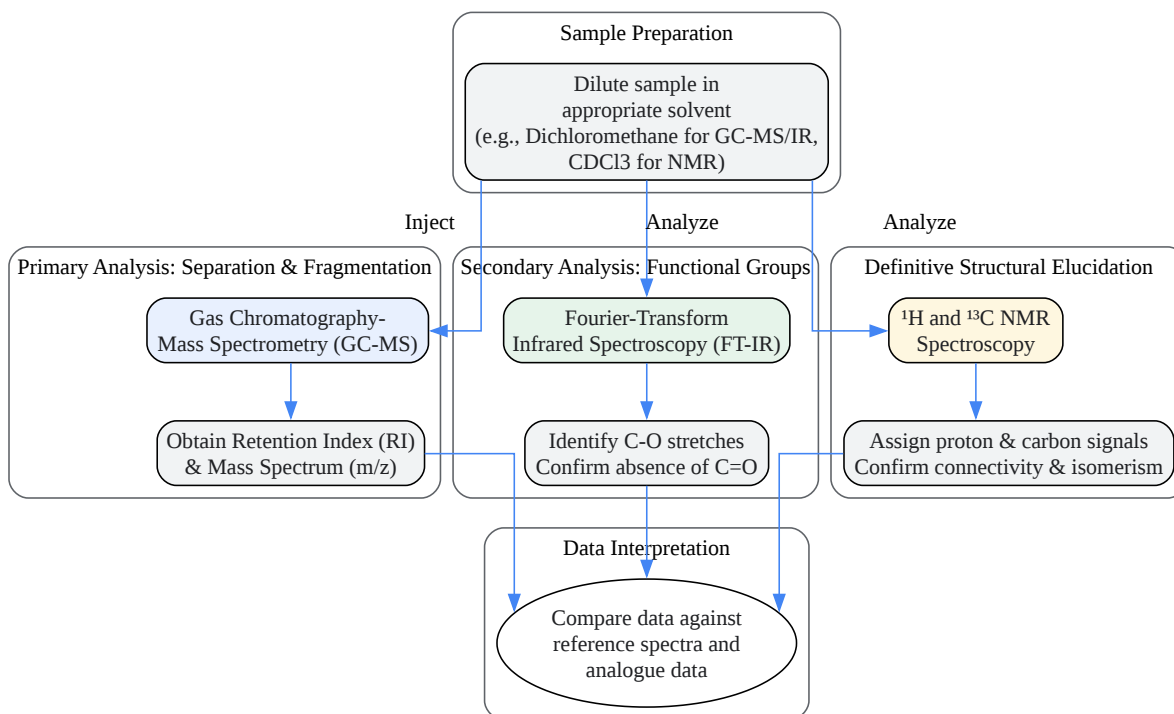 Sample Preparation
Dilute sample in
appropriate solvent
(e.g., Dichloromethane for GC-MS/IR,
CDCl3 for NMR)
Inject
Analyze
Analyze
Primary Analysis: Separation & Fragmentation
Gas Chromatography-
Mass Spectrometry (GC-MS)
Obtain Retention Index (RI)
& Mass Spectrum (m/z)
Secondary Analysis: Functional Groups
Fourier-Transform
Infrared Spectroscopy (FT-IR)
Identify C-O stretches
Confirm absence of C=O
Definitive Structural Elucidation
¹H and ¹³C NMR
Spectroscopy
Assign proton & carbon signals
Confirm connectivity & isomerism
Data Interpretation
Compare data against
reference spectra and
analogue data